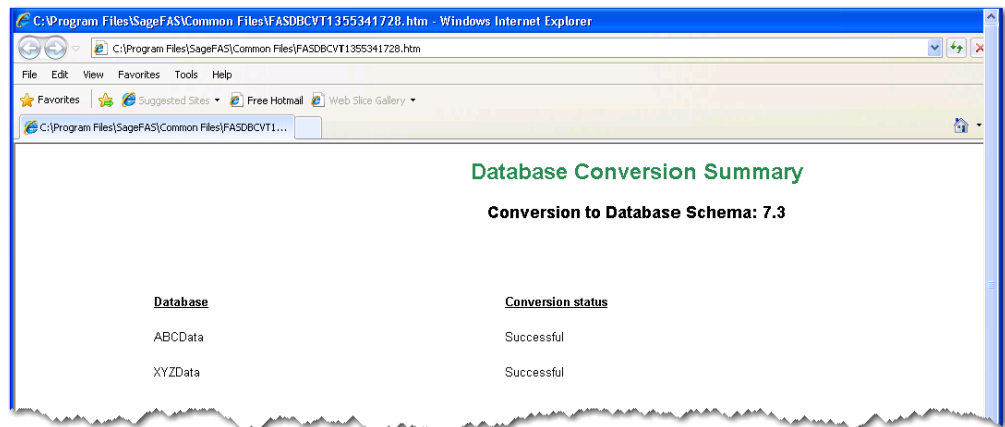 C:\Program Files\SageFAS\Common Files\FASDBCVT1355341728.htm - Windows Internet Explorer
C:\Program Files\SageFAS\Common Files\FASDBCVT1355341728.htm
File Edit View Favorites Tools Help
Favorites Suggested Sites Free Hotmail Web Slice Gallery
C:\Program Files\SageFAS\Common Files\FASDBCVT1...
Database Conversion Summary
Conversion to Database Schema: 7.3
Database Conversion status
ABCData Successful
XYZData Successful